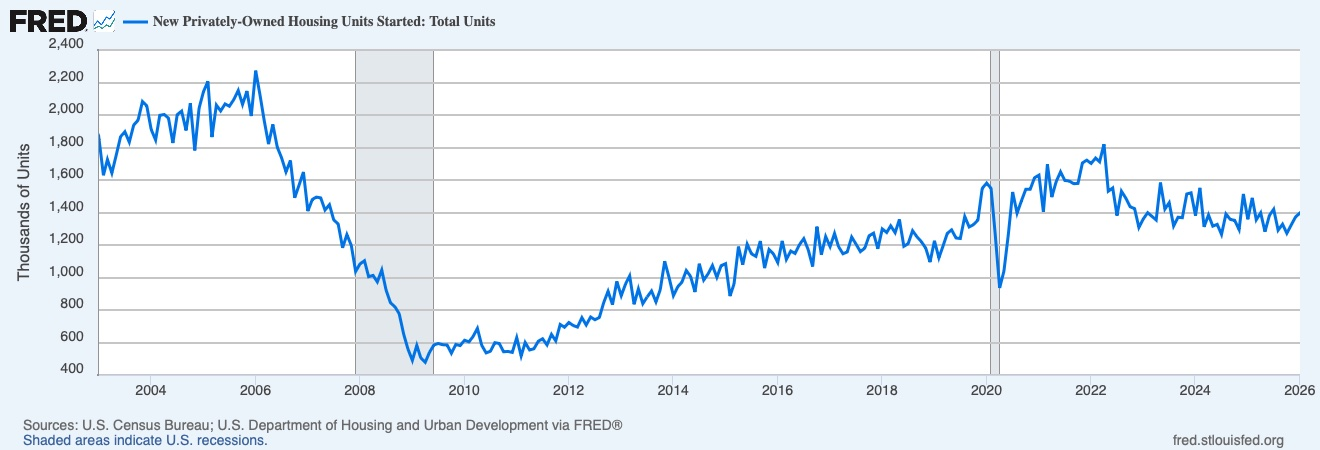 FRED
New Privately-Owned Housing Units Started: Total Units
Thousands of Units
2,400
2,200
2,000
1,800
1,600
1,400
1,200
1,000
800
600
400
2004 2006 2008 2010 2012 2014 2016 2018 2020 2022 2024 2026
Sources: U.S. Census Bureau; U.S. Department of Housing and Urban Development via FRED®
Shaded areas indicate U.S. recessions.
fred.stlouisfed.org